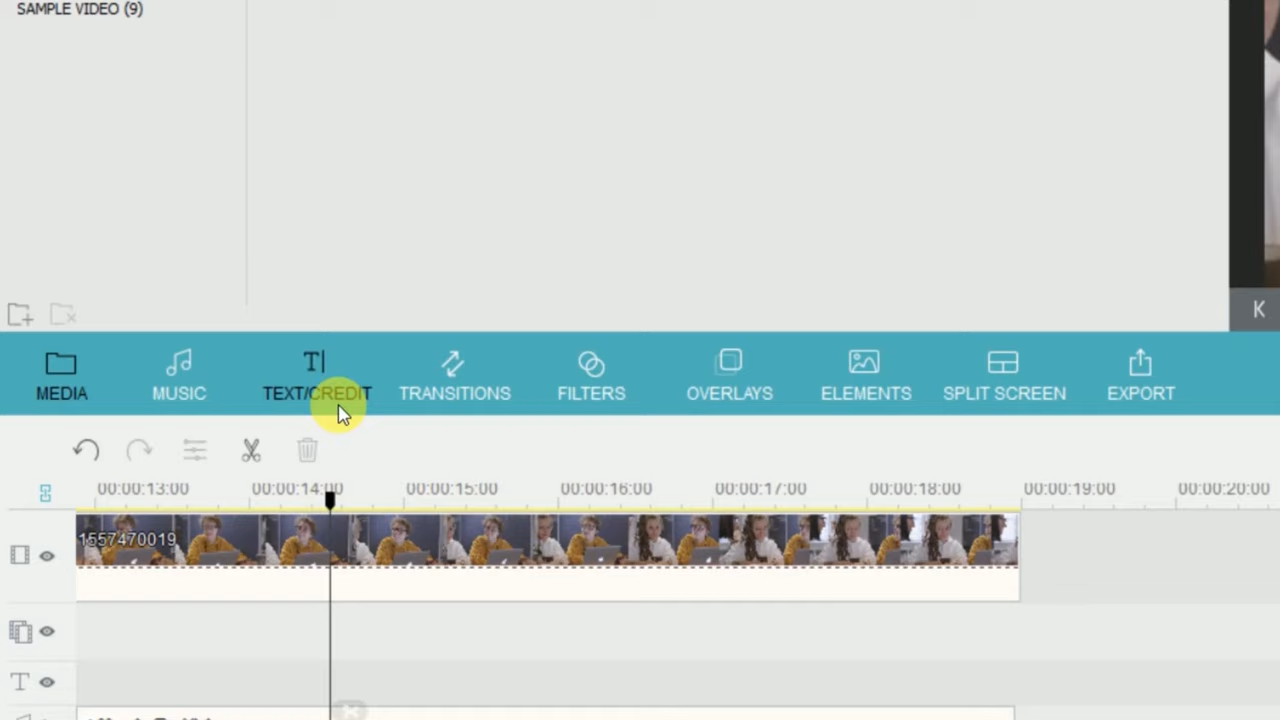 SAMPLE VIDEO (9)
MEDIA
MUSIC
TEXT/CREDIT
TRANSITIONS
FILTERS
OVERLAYS
ELEMENTS
SPLIT SCREEN
EXPORT
00:00:13:00 00:00:14:00 00:00:15:00 00:00:16:00 00:00:17:00 00:00:18:00 00:00:19:00 00:00:20:00
1557470019
T